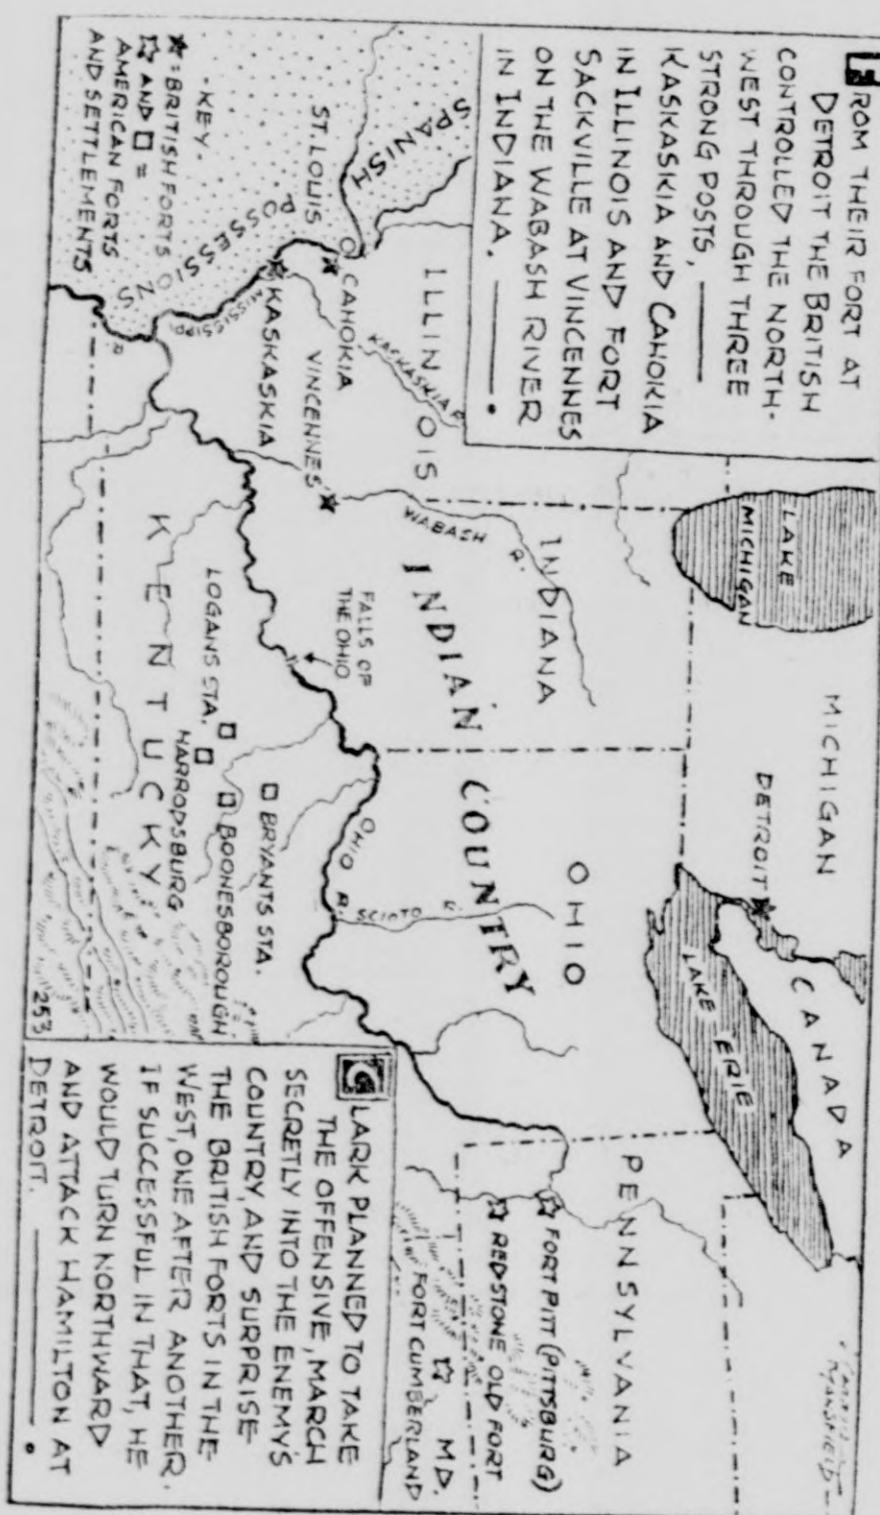 FROM THEIR FORT AT
DETROIT THE BRITISH
CONTROLLED THE NORTH-
WEST THROUGH THREE
STRONG POSTS,
KASKASKIA AND CAHOKIA
IN ILLINOIS AND FORT
SACKVILLE AT VINCENNES
ON THE WABASH RIVER
IN INDIANA.
LAKE
MICHIGAN
MICHIGAN
DETROIT
CANADA
LAKE ERIE
MANSFIELD
PENNSYLVANIA
FORT PITT (PITTSBURG)
REDSTONE OLD FORT
MD.
FORT CUMBERLAND
OHIO
INDIANA
ILLINOIS
INDIAN COUNTRY
WABASH R.
SCIOTO R.
OHIO R.
KASKASKIA R.
SPANISH
POSSESSIONS
ST. LOUIS
CAHOKIA
VINCENNES
KASKASKIA
MISSISSIPPI
R.
FALLS OF
THE OHIO
BRYANTS STA.
BOONESBOROUGH
LOGANS STA.
HARRODSBURG
KENTUCKY
-KEY-
★=BRITISH FORTS
☆ AND □ =
AMERICAN FORTS
AND SETTLEMENTS
253
CLARK PLANNED TO TAKE
THE OFFENSIVE, MARCH
SECRETLY INTO THE ENEMY'S
COUNTRY, AND SURPRISE
THE BRITISH FORTS IN THE
WEST, ONE AFTER ANOTHER.
IF SUCCESSFUL IN THAT, HE
WOULD TURN NORTHWARD
AND ATTACK HAMILTON AT
DETROIT.